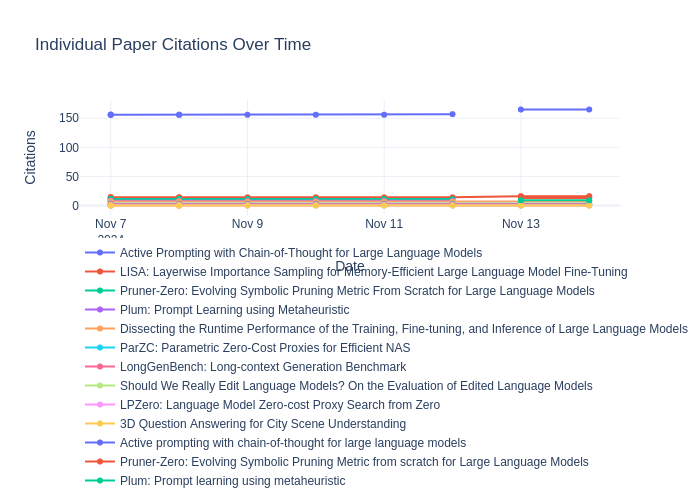 Individual Paper Citations Over Time
Citations
150
100
50
0
Nov 7
2024
Nov 9
Nov 11
Nov 13
Date
Active Prompting with Chain-of-Thought for Large Language Models
LISA: Layerwise Importance Sampling for Memory-Efficient Large Language Model Fine-Tuning
Pruner-Zero: Evolving Symbolic Pruning Metric From Scratch for Large Language Models
Plum: Prompt Learning using Metaheuristic
Dissecting the Runtime Performance of the Training, Fine-tuning, and Inference of Large Language Models
ParZC: Parametric Zero-Cost Proxies for Efficient NAS
LongGenBench: Long-context Generation Benchmark
Should We Really Edit Language Models? On the Evaluation of Edited Language Models
LPZero: Language Model Zero-cost Proxy Search from Zero
3D Question Answering for City Scene Understanding
Active prompting with chain-of-thought for large language models
Pruner-Zero: Evolving Symbolic Pruning Metric from scratch for Large Language Models
Plum: Prompt learning using metaheuristic